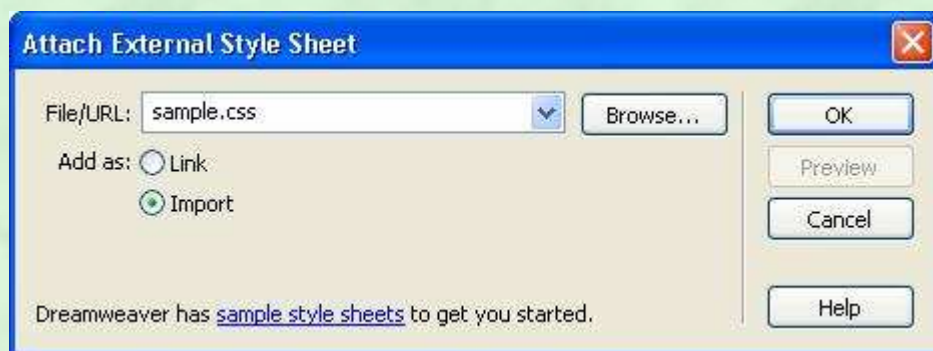 Attach External Style Sheet
File/URL: sample.css Browse... OK
Add as: Link Preview
Import Cancel
Dreamweaver has sample style sheets to get you started. Help